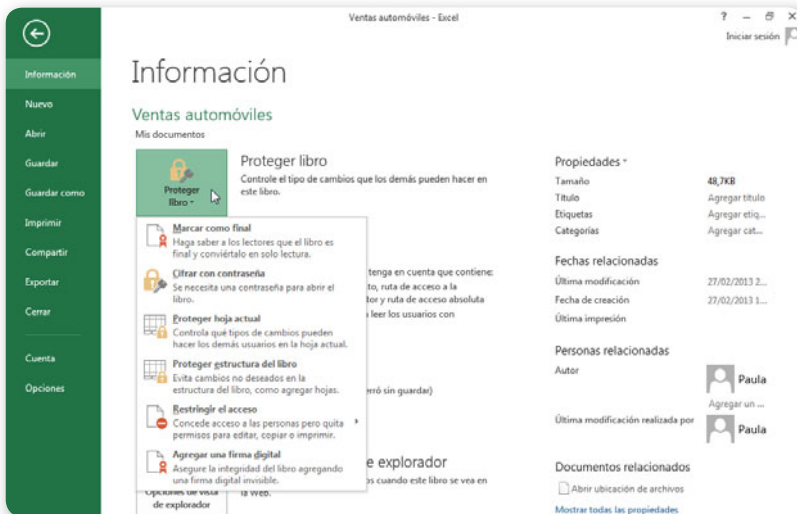 Ventas automóviles - Excel
?
Iniciar sesión
Información
Nuevo
Abrir
Guardar
Guardar como
Imprimir
Compartir
Exportar
Cerrar
Cuenta
Opciones
Información
Ventas automóviles
Mis documentos
Proteger
libro
Proteger libro
Controle el tipo de cambios que los demás pueden hacer en
este libro.
Marcar como final
Haga saber a los lectores que el libro es
final y conviértalo en solo lectura.
Cifrar con contraseña
Se necesita una contraseña para abrir el
libro.
Proteger hoja actual
Controla qué tipos de cambios pueden
hacer los demás usuarios en la hoja actual.
Proteger estructura del libro
Evita cambios no deseados en la
estructura del libro, como agregar hojas.
Restringir el acceso
Concede acceso a las personas pero quita
permisos para editar, copiar o imprimir.
Agregar una firma digital
Asegure la integridad del libro agregando
una firma digital invisible.
tenga en cuenta que contiene:
to, ruta de acceso a la
or y ruta de acceso absoluta
leer los usuarios con
erró sin guardar)
e explorador
os cuando este libro se vea en
la Web.
Opciones de vista
de explorador
Propiedades
Tamaño 48,7KB
Título Agregar título
Etiquetas Agregar etiq...
Categorías Agregar cat...
Fechas relacionadas
Última modificación 27/02/2013 2...
Fecha de creación 27/02/2013 1...
Última impresión
Personas relacionadas
Autor
Paula
Agregar un ...
Última modificación realizada por
Paula
Documentos relacionados
Abrir ubicación de archivos
Mostrar todas las propiedades